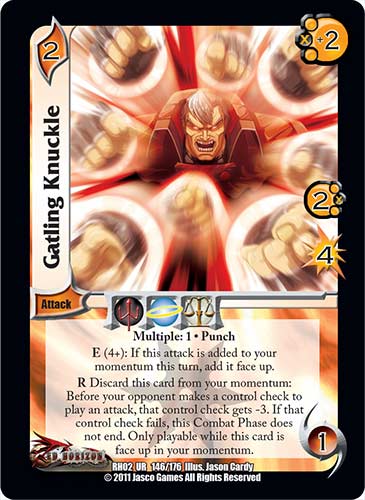 2
+2
Gatling Knuckle
2
4
Attack
Multiple: 1 • Punch
E (4+): If this attack is added to your
momentum this turn, add it face up.
R Discard this card from your momentum:
Before your opponent makes a control check to
play an attack, that control check gets -3. If that
control check fails, this Combat Phase does
not end. Only playable while this card is
face up in your momentum.
1
RED HORIZON
RH02 UR 146/176 Illus. Jason Cardy
© 2011 Jasco Games All Rights Reserved